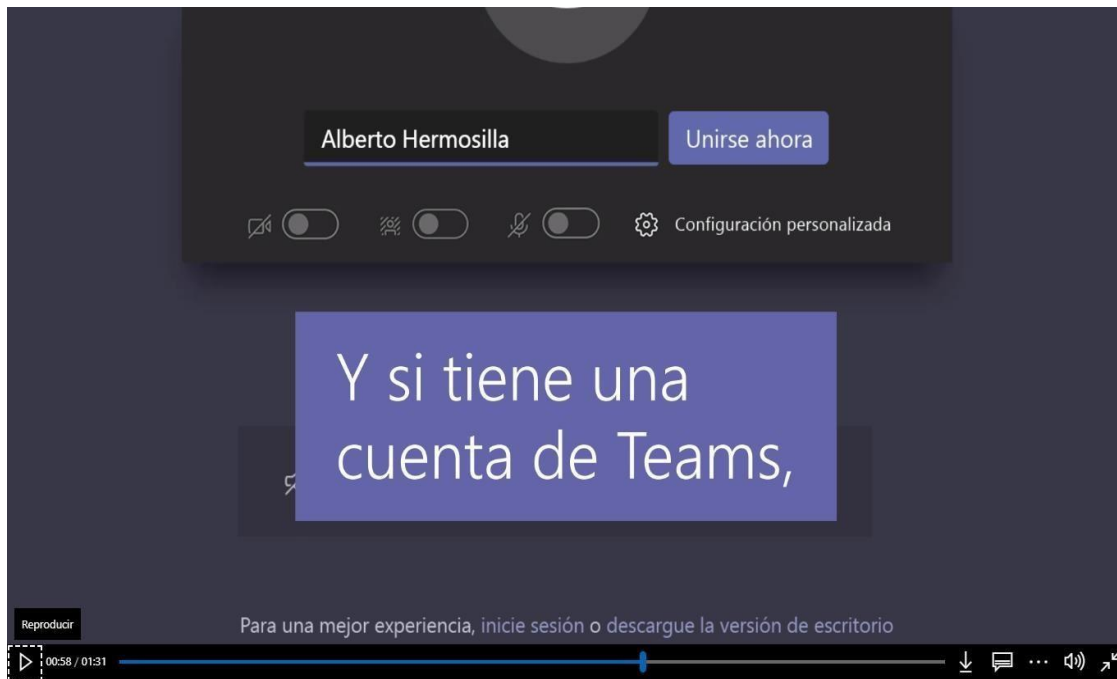 Alberto Hermosilla
Unirse ahora
Configuración personalizada
Y si tiene una
cuenta de Teams,
Para una mejor experiencia, inicie sesión o descargue la versión de escritorio
Reproducir
00:58 / 01:31